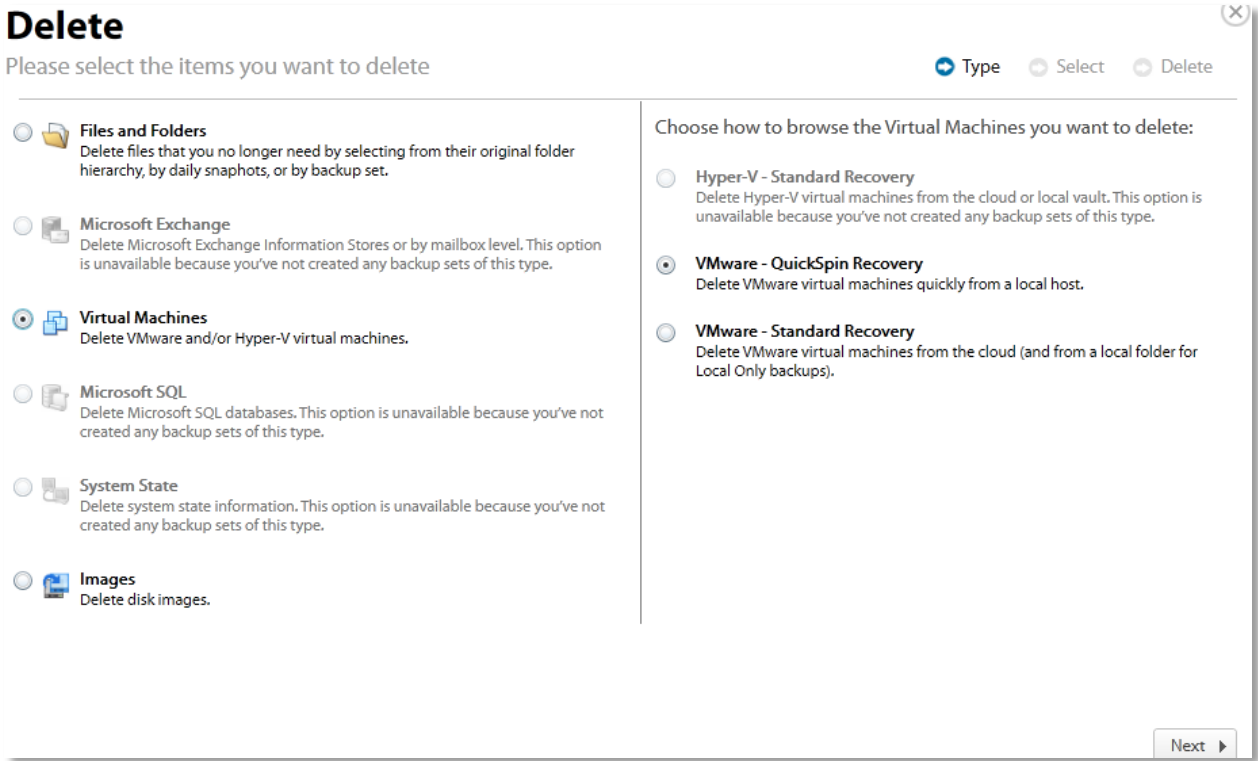 Delete
Please select the items you want to delete
Type
Select
Delete
Files and Folders
Delete files that you no longer need by selecting from their original folder
hierarchy, by daily snaphots, or by backup set.
Microsoft Exchange
Delete Microsoft Exchange Information Stores or by mailbox level. This option
is unavailable because you've not created any backup sets of this type.
Virtual Machines
Delete VMware and/or Hyper-V virtual machines.
Microsoft SQL
Delete Microsoft SQL databases. This option is unavailable because you've not
created any backup sets of this type.
System State
Delete system state information. This option is unavailable because you've not
created any backup sets of this type.
Images
Delete disk images.
Choose how to browse the Virtual Machines you want to delete:
Hyper-V - Standard Recovery
Delete Hyper-V virtual machines from the cloud or local vault. This option is
unavailable because you've not created any backup sets of this type.
VMware - QuickSpin Recovery
Delete VMware virtual machines quickly from a local host.
VMware - Standard Recovery
Delete VMware virtual machines from the cloud (and from a local folder for
Local Only backups).
Next